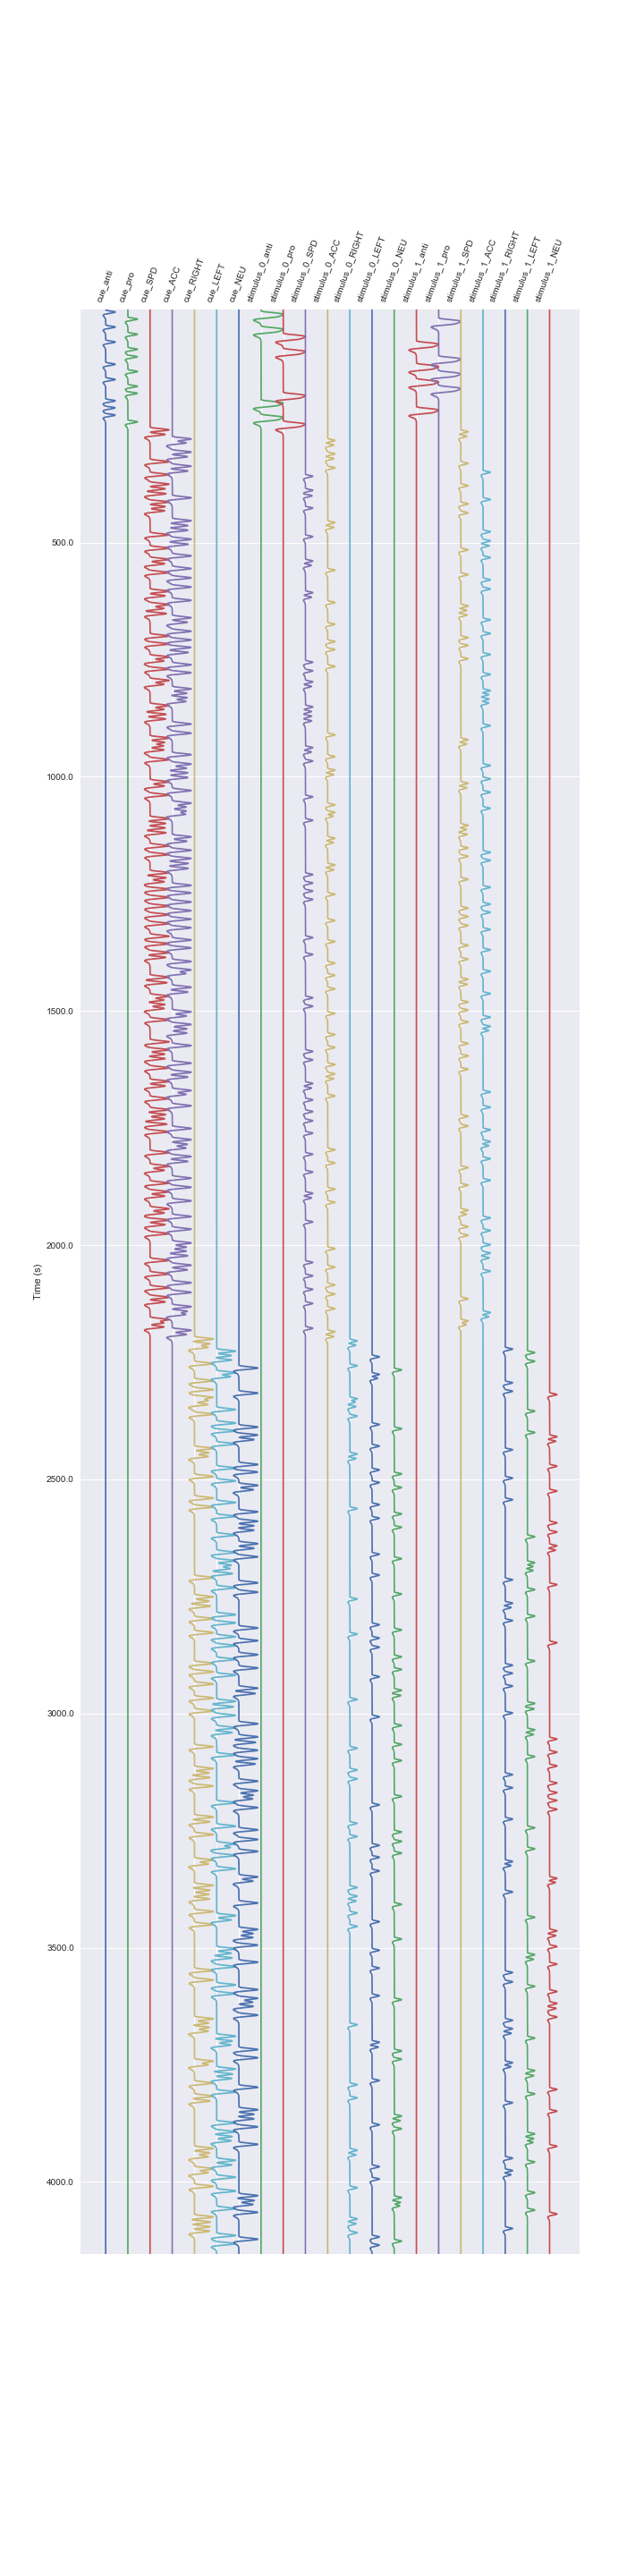 cue_anti
cue_pro
cue_SPD
cue_ACC
cue_RIGHT
cue_LEFT
cue_NEU
stimulus_0_anti
stimulus_0_pro
stimulus_0_SPD
stimulus_0_ACC
stimulus_0_RIGHT
stimulus_0_LEFT
stimulus_0_NEU
stimulus_1_anti
stimulus_1_pro
stimulus_1_SPD
stimulus_1_ACC
stimulus_1_RIGHT
stimulus_1_LEFT
stimulus_1_NEU
500.0
1000.0
1500.0
2000.0
Time (s)
2500.0
3000.0
3500.0
4000.0